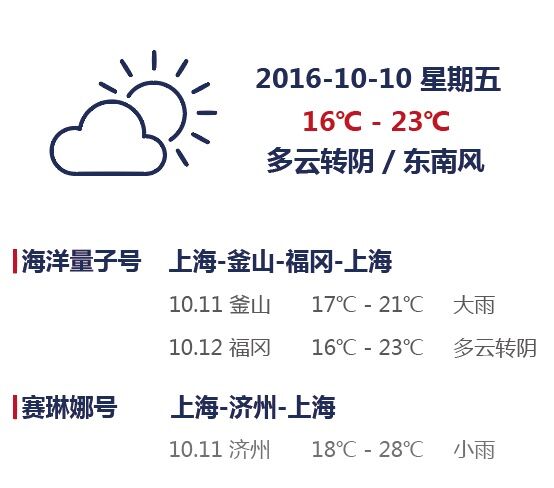 2016-10-10 星期五
16℃ - 23℃
多云转阴 / 东南风
海洋量子号 上海-釜山-福冈-上海
10.11 釜山 17℃ - 21℃ 大雨
10.12 福冈 16℃ - 23℃ 多云转阴
赛琳娜号 上海-济州-上海
10.11 济州 18℃ - 28℃ 小雨